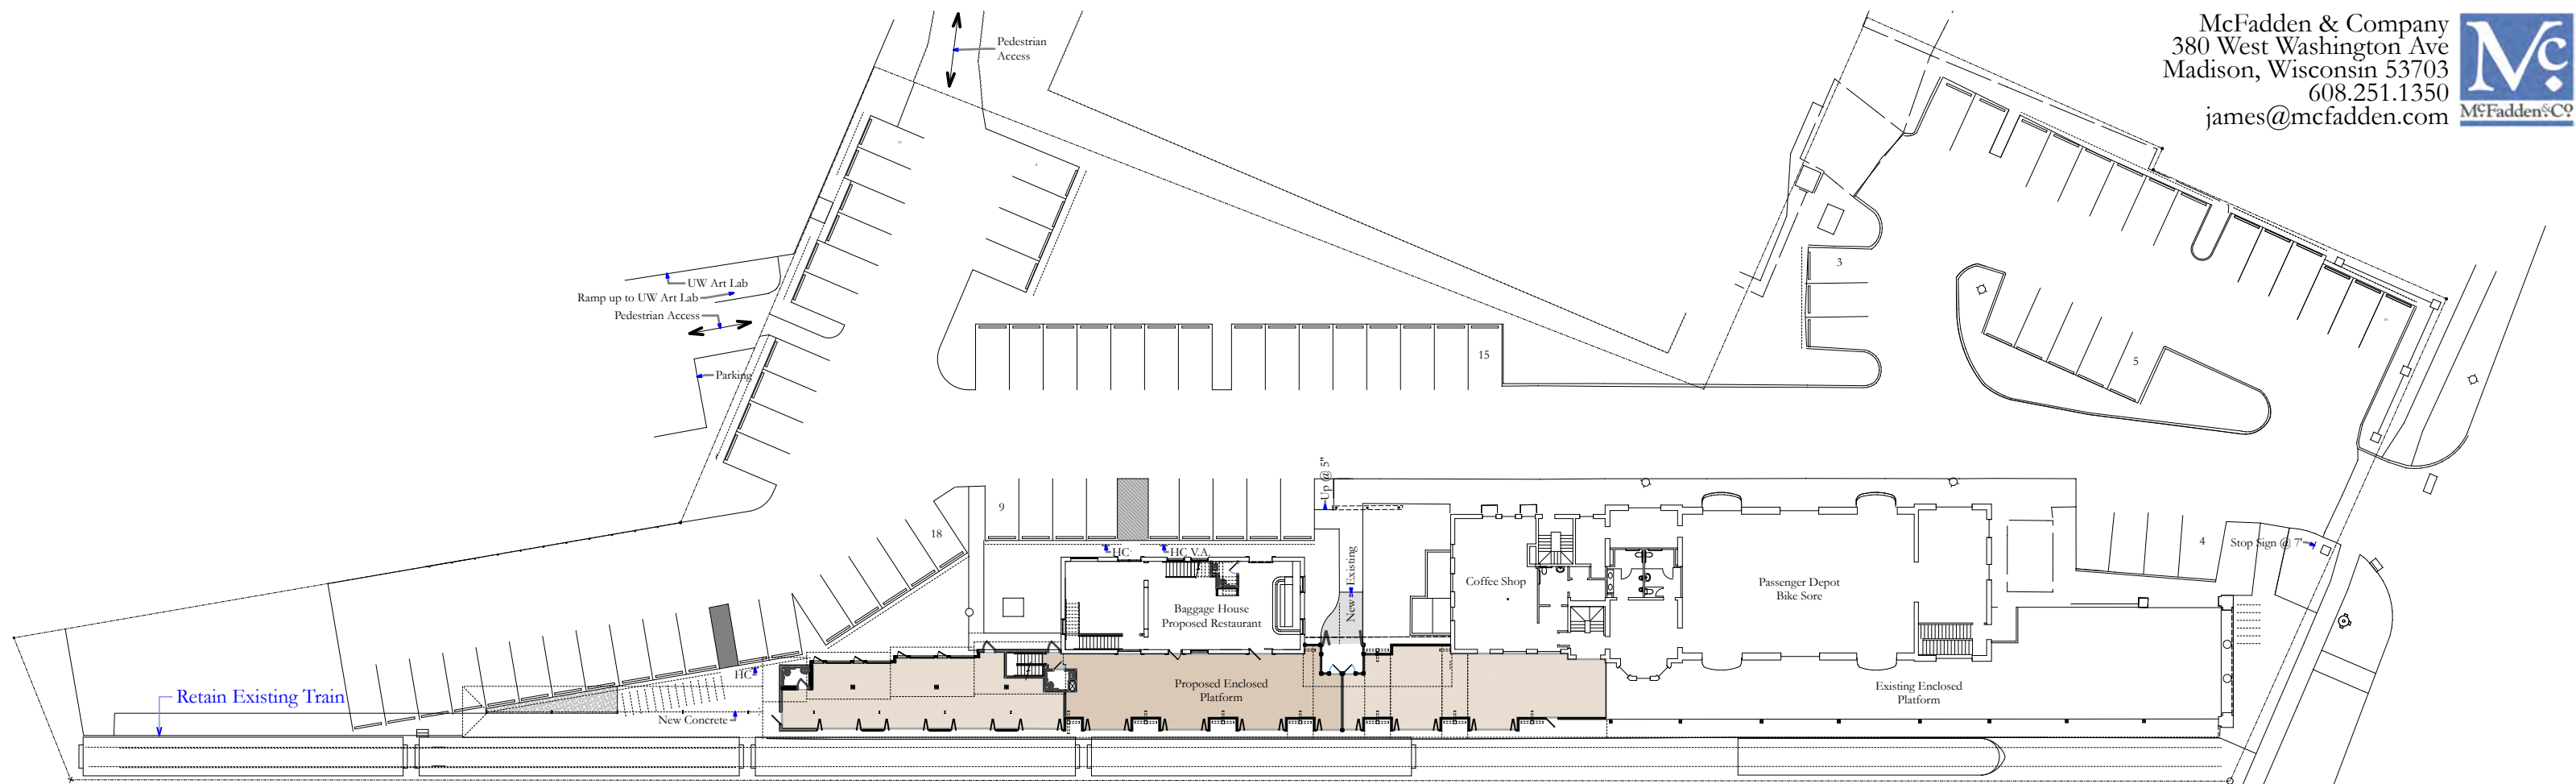 McFadden & Company
380 West Washington Ave
Madison, Wisconsin 53703
608.251.1350
james@mcfadden.com
Mc
McFadden & Co
Pedestrian
Access
UW Art Lab
Ramp up to UW Art Lab
Pedestrian Access
Parking
3
15
5
Up @ 5"
9
18
HC
HC V.A.
New
Existing
Coffee Shop
Passenger Depot
Bike Sore
4
Stop Sign @ 7'
Baggage House
Proposed Restaurant
HC
Retain Existing Train
New Concrete
Proposed Enclosed
Platform
Existing Enclosed
Platform